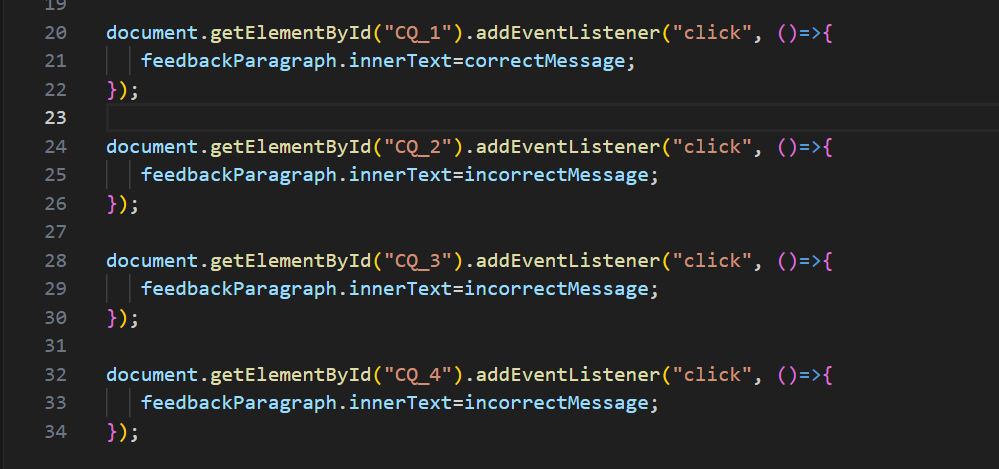 19
20 document.getElementById("CQ_1").addEventListener("click", ()=>{
21 feedbackParagraph.innerText=correctMessage;
22 });
23
24 document.getElementById("CQ_2").addEventListener("click", ()=>{
25 feedbackParagraph.innerText=incorrectMessage;
26 });
27
28 document.getElementById("CQ_3").addEventListener("click", ()=>{
29 feedbackParagraph.innerText=incorrectMessage;
30 });
31
32 document.getElementById("CQ_4").addEventListener("click", ()=>{
33 feedbackParagraph.innerText=incorrectMessage;
34 });